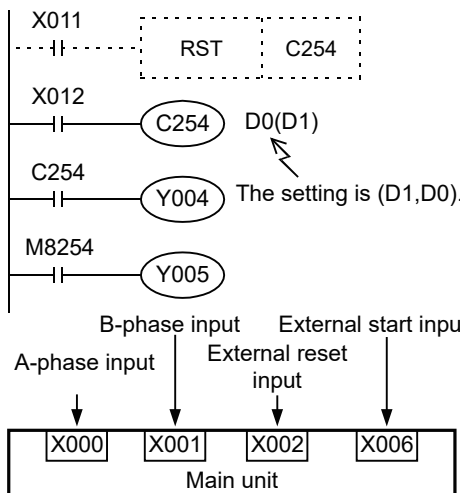 X011
RST C254
X012
C254 D0(D1)
C254
Y004 The setting is (D1,D0).
M8254
Y005
B-phase input External start input
A-phase input External reset
input
X000 X001 X002 X006
Main unit